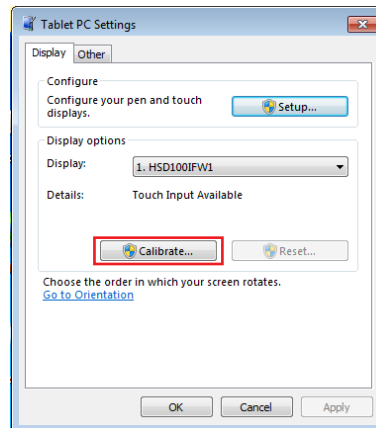 Tablet PC Settings
Display Other
Configure
Configure your pen and touch
displays.
Setup...
Display options
Display: 1. HSD100IFW1
Details: Touch Input Available
Calibrate... Reset...
Choose the order in which your screen rotates.
Go to Orientation
OK Cancel Apply